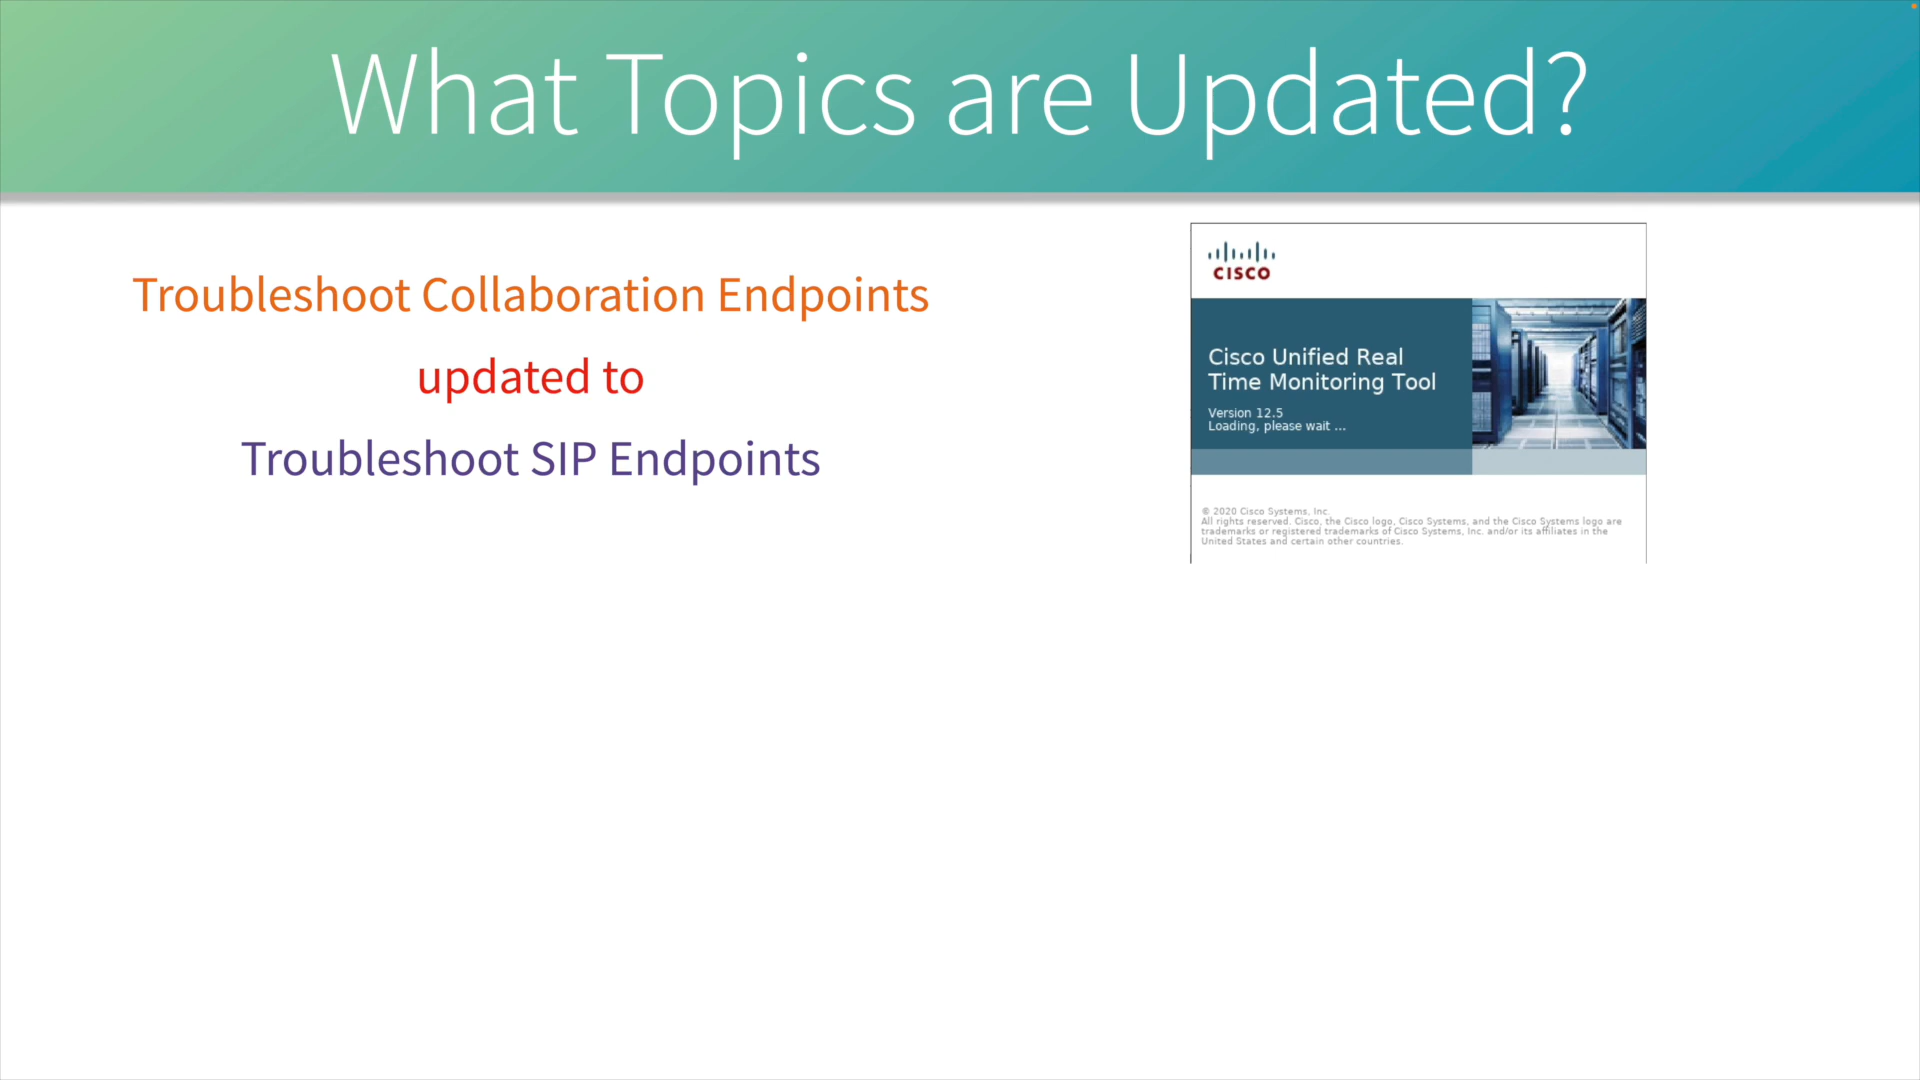 What Topics are Updated?
Troubleshoot Collaboration Endpoints
updated to
Troubleshoot SIP Endpoints
CISCO
Cisco Unified Real
Time Monitoring Tool
Version 12.5
Loading, please wait ...
© 2020 Cisco Systems, Inc.
All rights reserved. Cisco, the Cisco logo, Cisco Systems, and the Cisco Systems logo are
trademarks or registered trademarks of Cisco Systems, Inc. and/or its affiliates in the
United States and certain other countries.